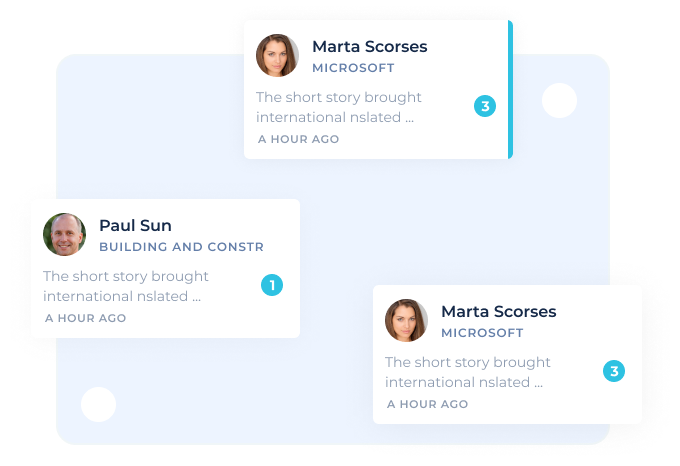 Marta Scorses
MICROSOFT
The short story brought
international nslated ...
3
A HOUR AGO
Paul Sun
BUILDING AND CONSTR
The short story brought
international nslated ...
1
A HOUR AGO
Marta Scorses
MICROSOFT
The short story brought
international nslated ...
3
A HOUR AGO